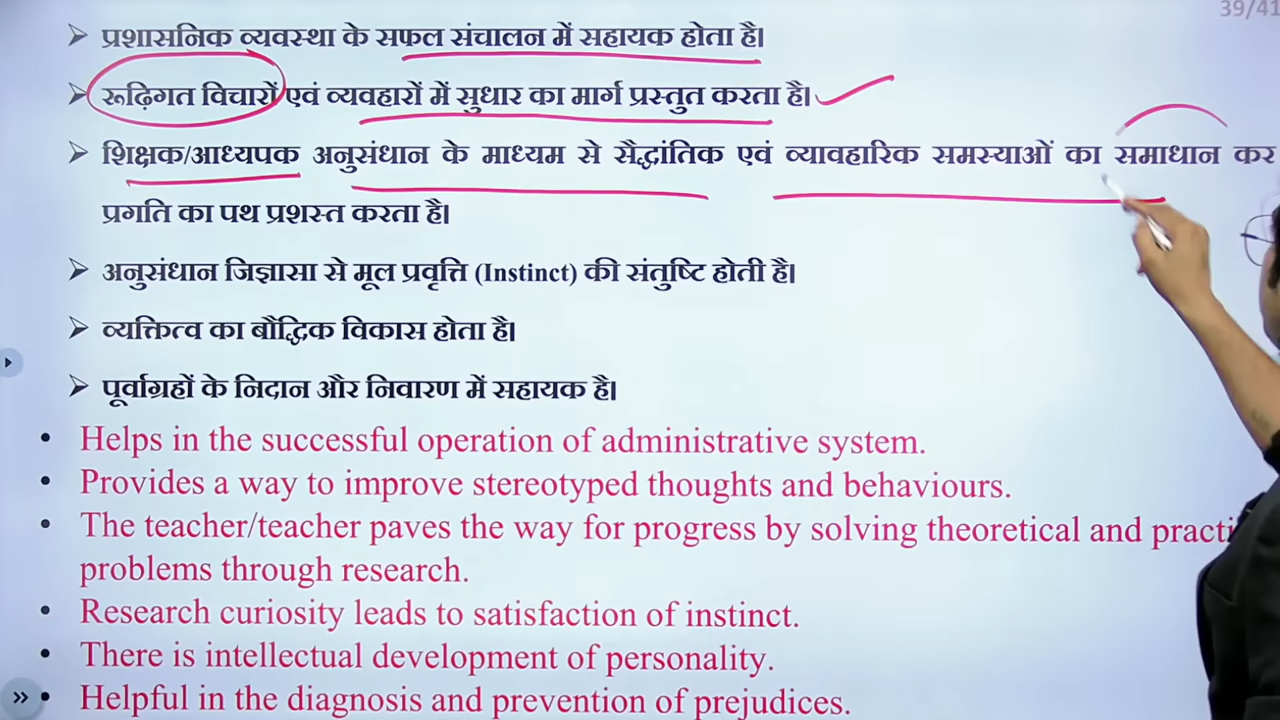 39/41
➢ प्रशासनिक व्यवस्था के सफल संचालन में सहायक होता है।
➢ रूढ़िगत विचारों एवं व्यवहारों में सुधार का मार्ग प्रस्तुत करता है।
➢ शिक्षक/आध्यपक अनुसंधान के माध्यम से सैद्धांतिक एवं व्यावहारिक समस्याओं का समाधान कर
प्रगति का पथ प्रशस्त करता है।
➢ अनुसंधान जिज्ञासा से मूल प्रवृत्ति (Instinct) की संतुष्टि होती है।
➢ व्यक्तित्व का बौद्धिक विकास होता है।
➢ पूर्वाग्रहों के निदान और निवारण में सहायक है।
• Helps in the successful operation of administrative system.
• Provides a way to improve stereotyped thoughts and behaviours.
• The teacher/teacher paves the way for progress by solving theoretical and practi
problems through research.
• Research curiosity leads to satisfaction of instinct.
• There is intellectual development of personality.
• Helpful in the diagnosis and prevention of prejudices.